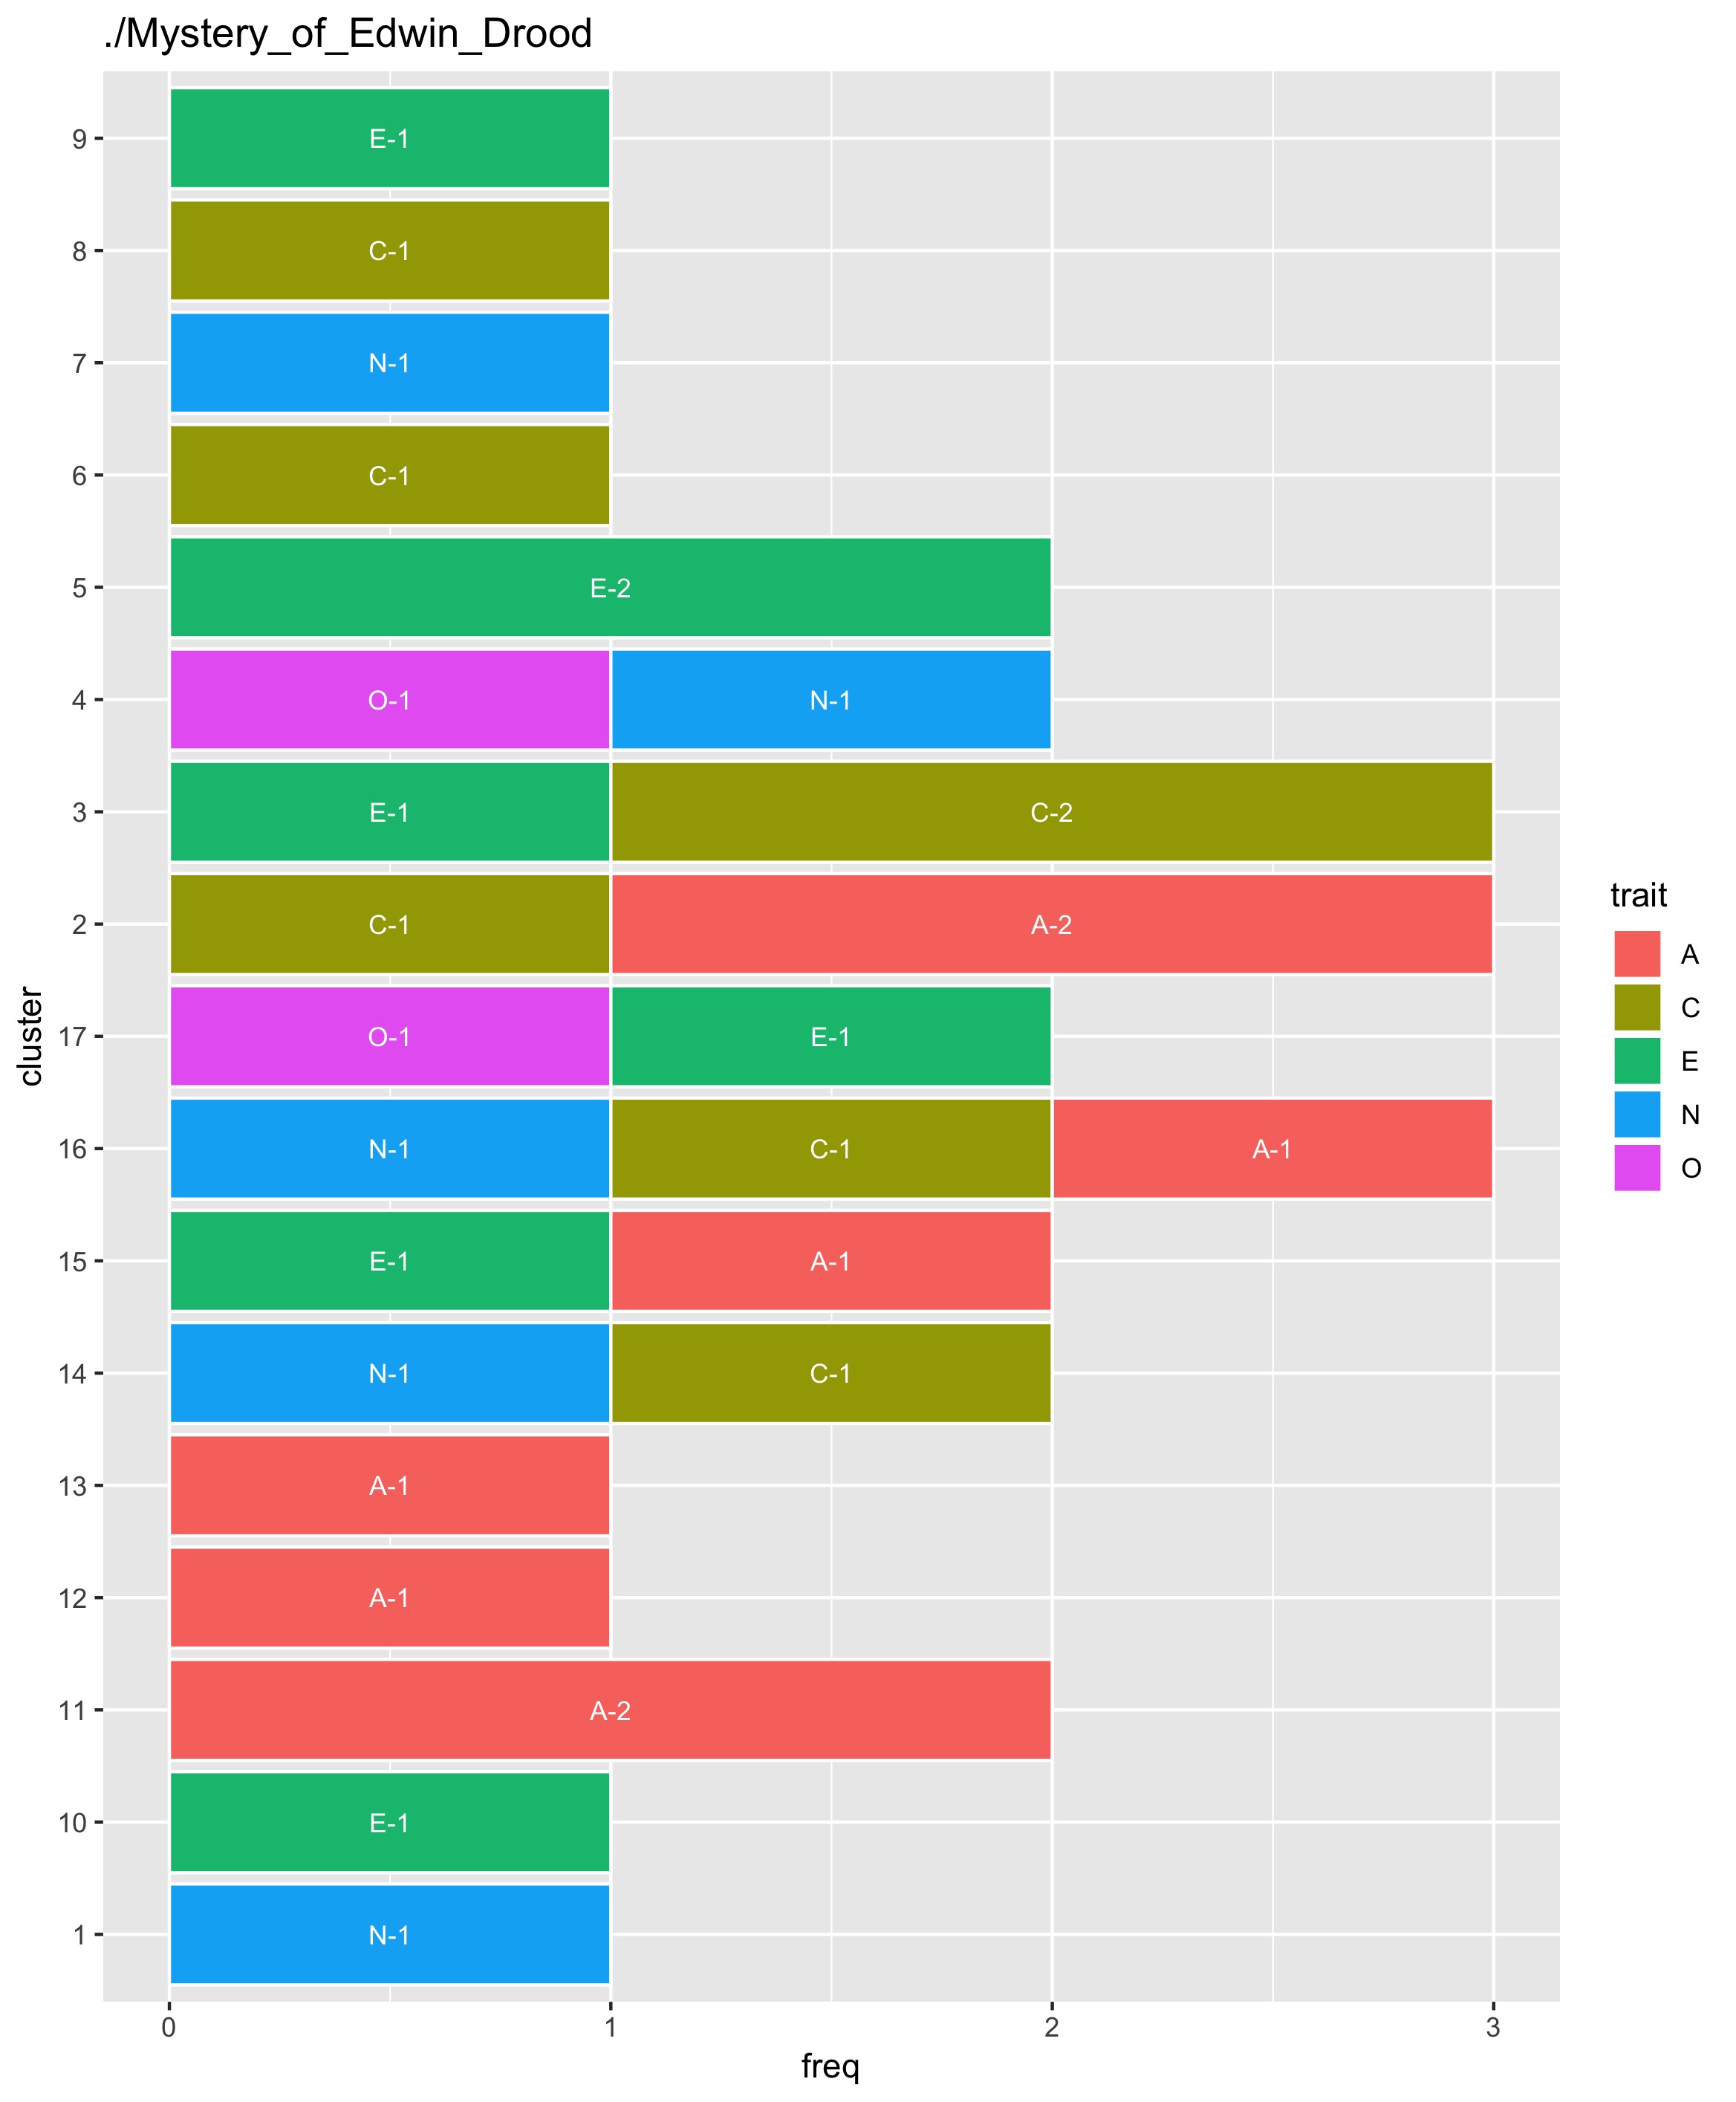 ./Mystery_of_Edwin_Drood
9 E-1
8 C-1
7 N-1
6 C-1
5 E-2
4 O-1 N-1
3 E-1 C-2
2 C-1 A-2
17 O-1 E-1
16 N-1 C-1 A-1
15 E-1 A-1
14 N-1 C-1
13 A-1
12 A-1
11 A-2
10 E-1
1 N-1
0 1 2 3
freq
cluster
trait
A
C
E
N
O